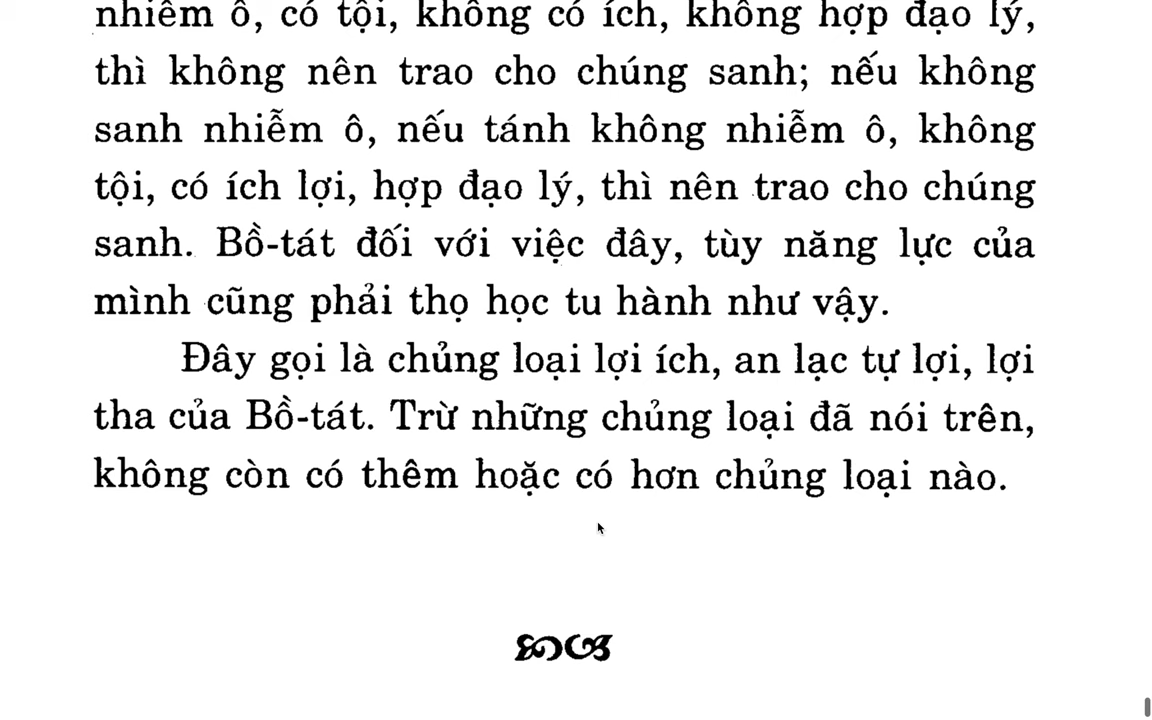 nhiễm ô, có tội, không có ích, không hợp đạo lý,
thì không nên trao cho chúng sanh; nếu không
sanh nhiễm ô, nếu tánh không nhiễm ô, không
tội, có ích lợi, hợp đạo lý, thì nên trao cho chúng
sanh. Bồ-tát đối với việc đây, tùy năng lực của
mình cũng phải thọ học tu hành như vậy.
Đây gọi là chủng loại lợi ích, an lạc tự lợi, lợi
tha của Bồ-tát. Trừ những chủng loại đã nói trên,
không còn có thêm hoặc có hơn chủng loại nào.